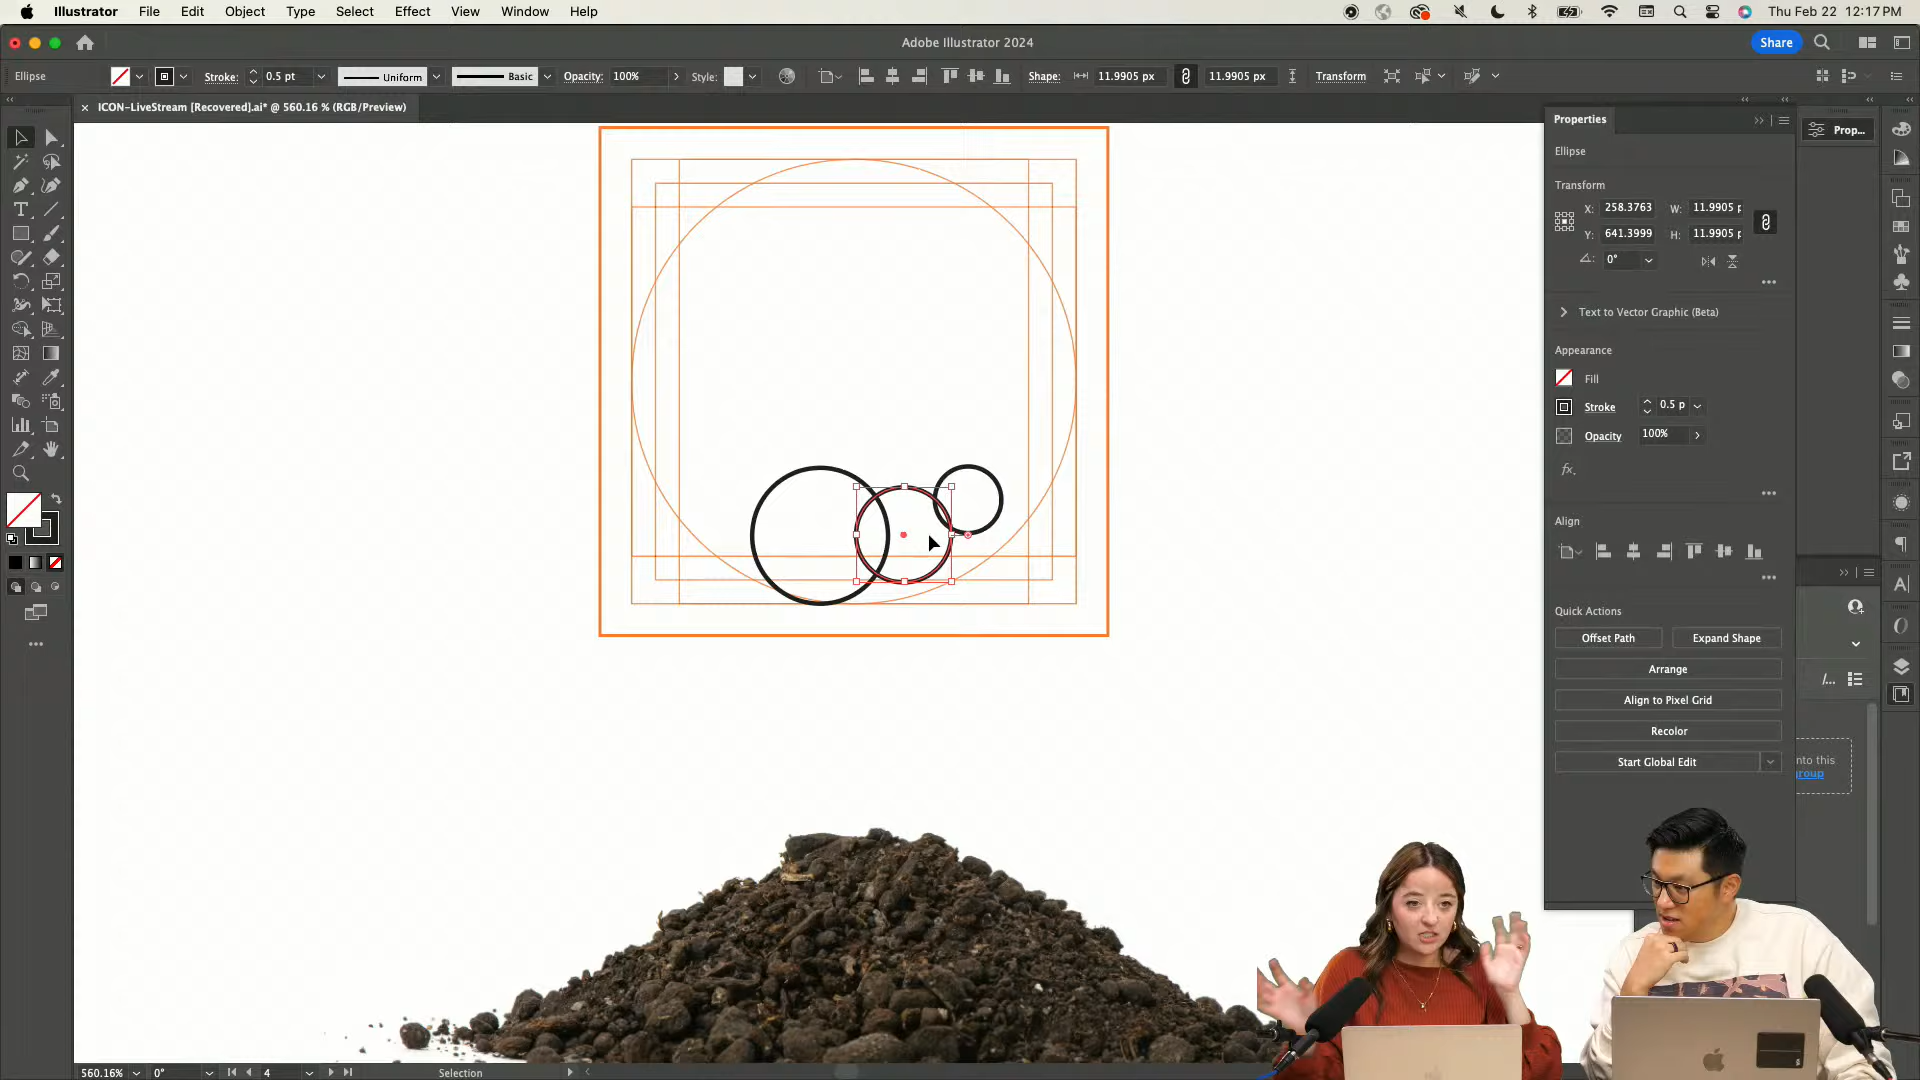 Illustrator File Edit Object Type Select Effect View Window Help
Thu Feb 22 12:17 PM
Adobe Illustrator 2024
Share
Ellipse
Stroke: 0.5 pt Uniform Basic Opacity: 100% Style: Shape: 11.9905 px 11.9905 px Transform
ICON-LiveStream [Recovered].ai* @ 560.16 % (RGB/Preview)
Properties
Prop...
Ellipse
Transform
X: 258.3763 W: 11.9905 p
Y: 641.3999 H: 11.9905 p
0°
Text to Vector Graphic (Beta)
Appearance
Fill
Stroke 0.5 p
Opacity 100%
fx.
Align
Quick Actions
Offset Path Expand Shape
Arrange
Align to Pixel Grid
Recolor
Start Global Edit
/...
nto this
group
560.16% 0° 4 Selection